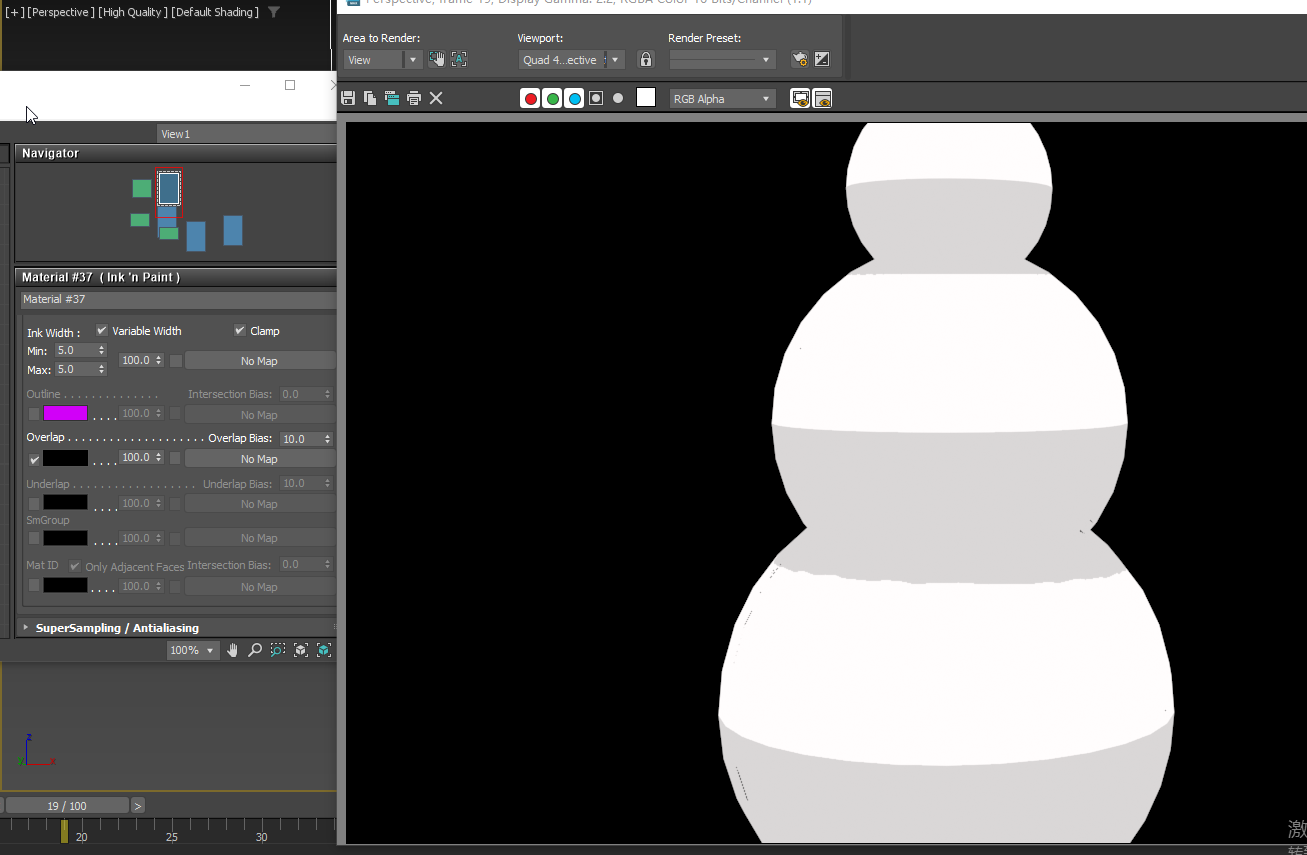 [+] [Perspective ] [High Quality ] [Default Shading ]
Perspective, frame 19, Display Gamma: 2.2, RGBA Color 16 Bits/Channel (1:1)
Area to Render:
Viewport:
Render Preset:
View
Quad 4...ective
RGB Alpha
View1
Navigator
Material #37 ( Ink 'n Paint )
Material #37
Ink Width :
Variable Width
Clamp
Min: 5.0
100.0
No Map
Max: 5.0
Outline . . . . . . . . . . . . . .
Intersection Bias: 0.0
. . . . 100.0
No Map
Overlap . . . . . . . . . . . . . . . . . . . . Overlap Bias: 10.0
. . . . 100.0
No Map
Underlap . . . . . . . . . . . . . . . . . . Underlap Bias: 10.0
. . . . 100.0
No Map
SmGroup
. . . . 100.0
No Map
Mat ID
Only Adjacent Faces
Intersection Bias: 0.0
. . . . 100.0
No Map
SuperSampling / Antialiasing
100%
z
x
y
19 / 100
>
20
25
30
激